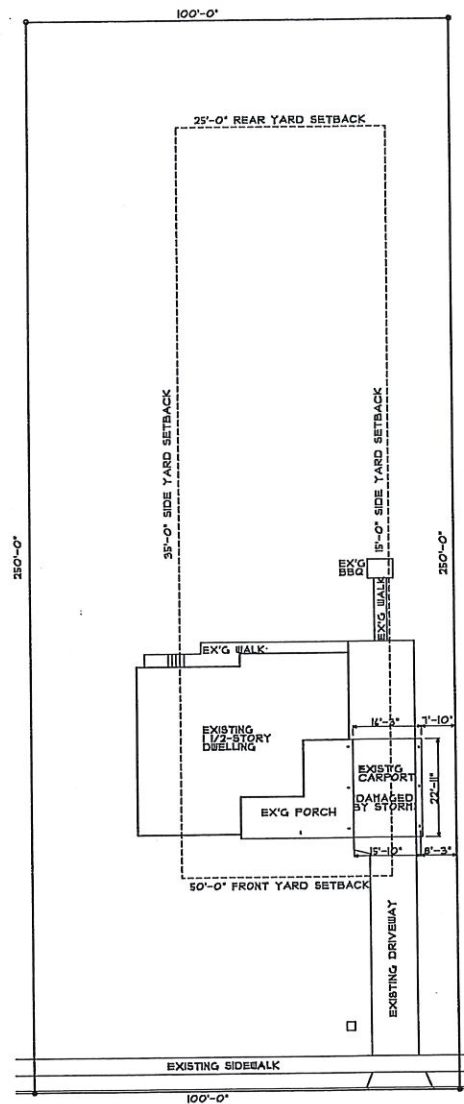 100'-0"
25'-0" REAR YARD SETBACK
35'-0" SIDE YARD SETBACK
15'-0" SIDE YARD SETBACK
250'-0"
250'-0"
EX'G
BBQ
EX'G WALK
EX'G WALK
EXISTING
1 1/2-STORY
DWELLING
16'-3"
7'-10"
EXIST'G
CARPORT
DAMAGED
BY STORM
22'-11"
EX'G PORCH
15'-10"
8'-3"
50'-0" FRONT YARD SETBACK
EXISTING DRIVEWAY
EXISTING SIDEWALK
100'-0"